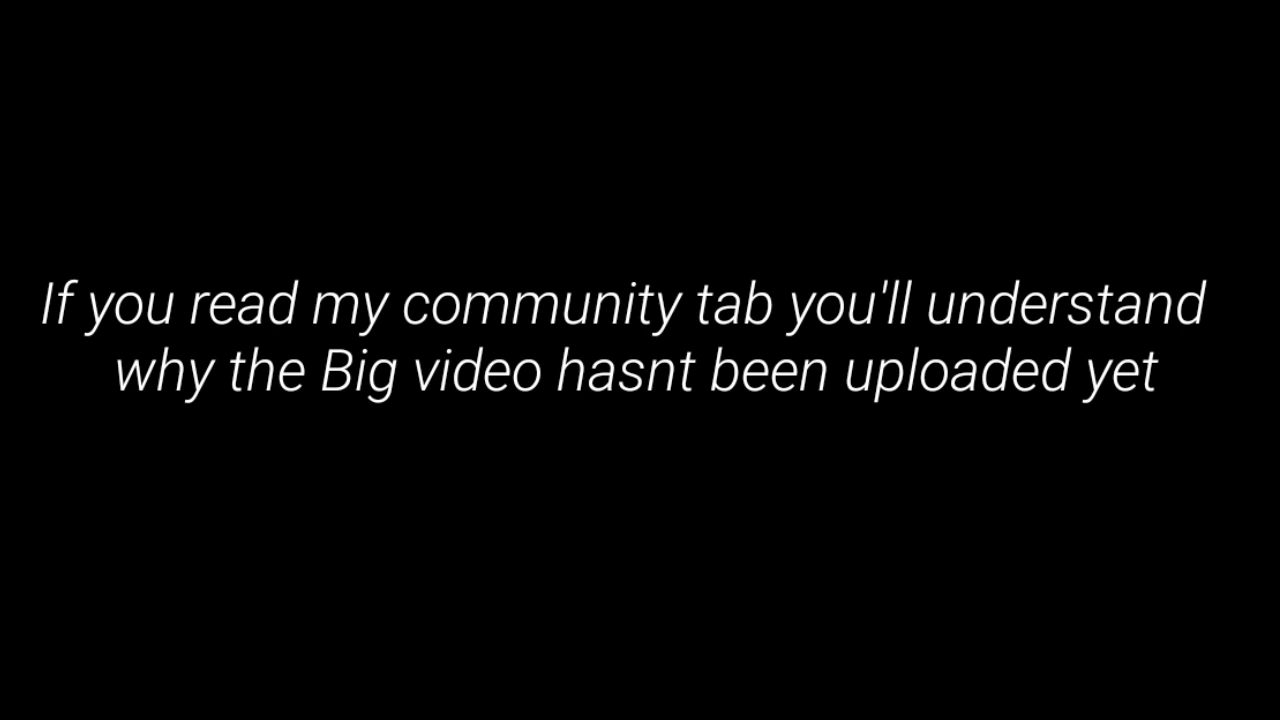 If you read my community tab you'll understand
why the Big video hasnt been uploaded yet